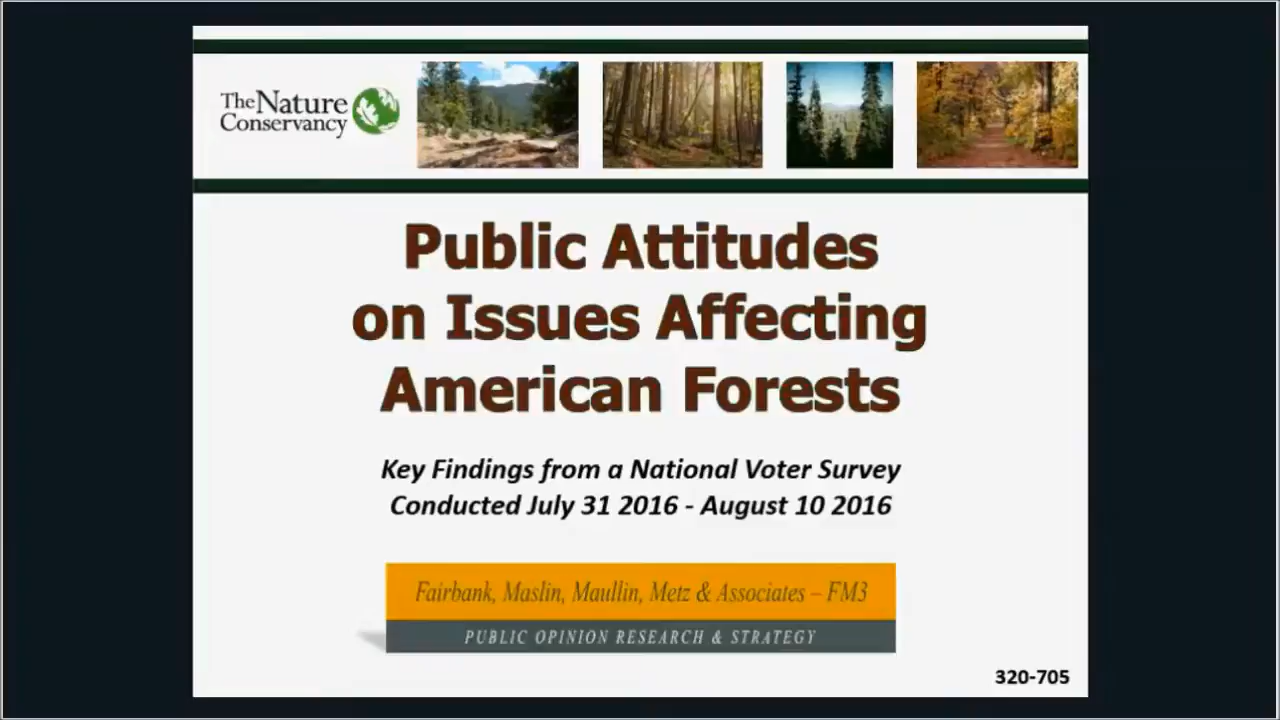 The Nature
Conservancy
Public Attitudes
on Issues Affecting
American Forests
Key Findings from a National Voter Survey
Conducted July 31 2016 - August 10 2016
Fairbank, Maslin, Maullin, Metz & Associates – FM3
PUBLIC OPINION RESEARCH & STRATEGY
320-705